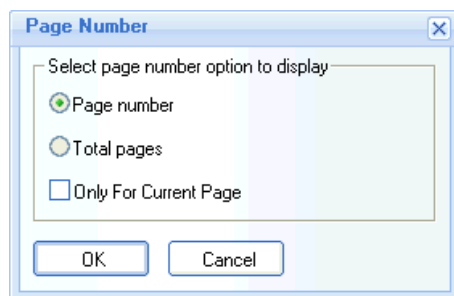 Page Number
Select page number option to display
Page number
Total pages
Only For Current Page
OK Cancel